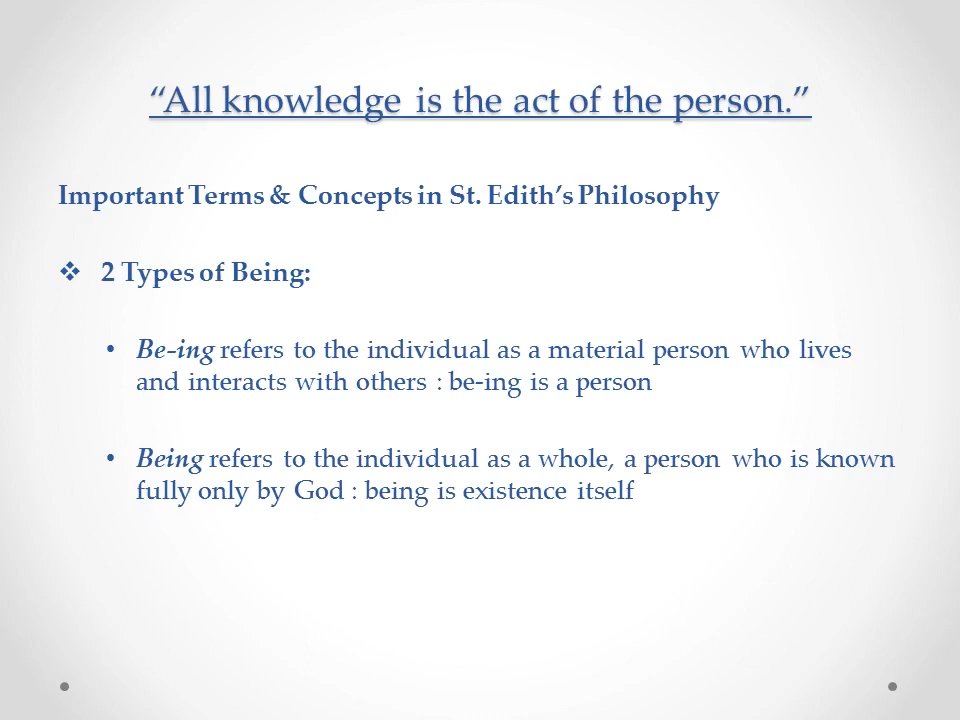 “All knowledge is the act of the person.”
Important Terms & Concepts in St. Edith’s Philosophy
❖ 2 Types of Being:
• Be-ing refers to the individual as a material person who lives
and interacts with others : be-ing is a person
• Being refers to the individual as a whole, a person who is known
fully only by God : being is existence itself